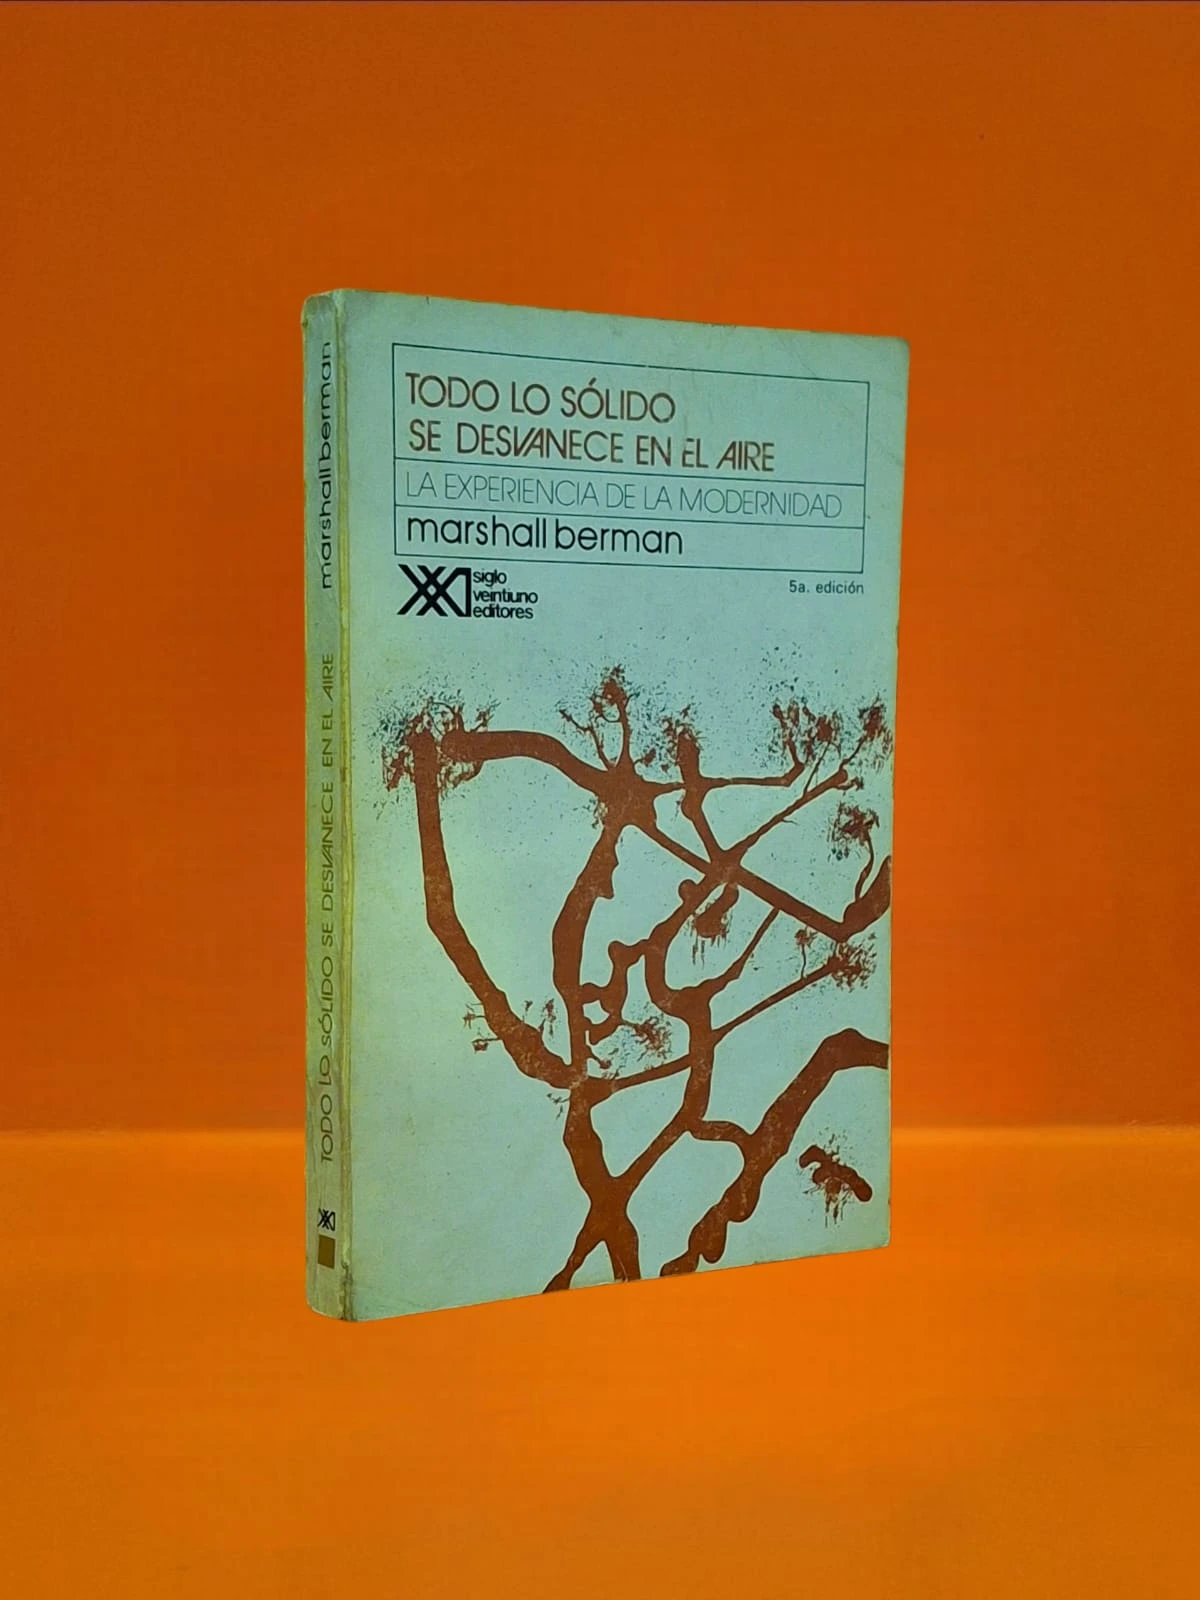 TODO LO SÓLIDO
SE DESVANECE EN EL AIRE
LA EXPERIENCIA DE LA MODERNIDAD
marshall berman
siglo
veintiuno
editores
5a. edición
TODO LO SÓLIDO SE DESVANECE EN EL AIRE marshall berman